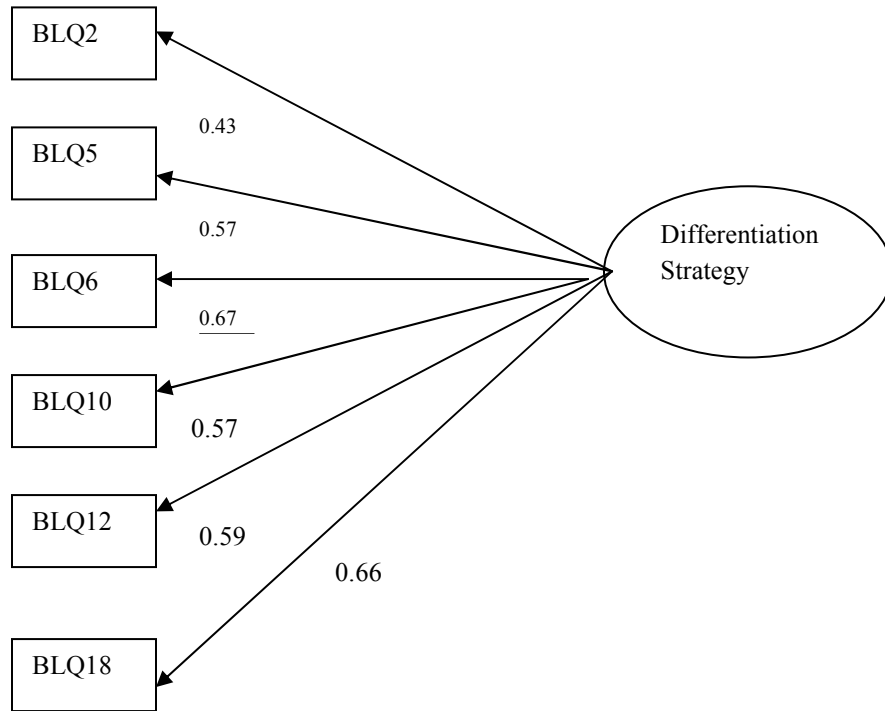 BLQ2
0.43
BLQ5
0.57
Differentiation
Strategy
BLQ6
0.67
BLQ10
0.57
BLQ12
0.59
0.66
BLQ18